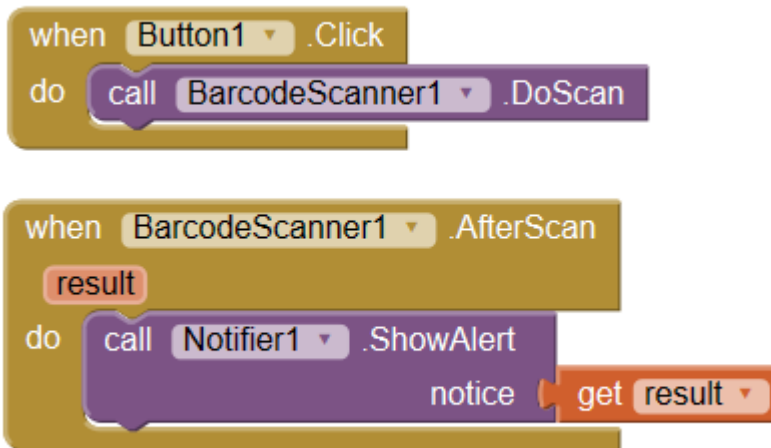 when Button1 .Click
do call BarcodeScanner1 .DoScan
when BarcodeScanner1 .AfterScan
result
do call Notifier1 .ShowAlert
notice get result